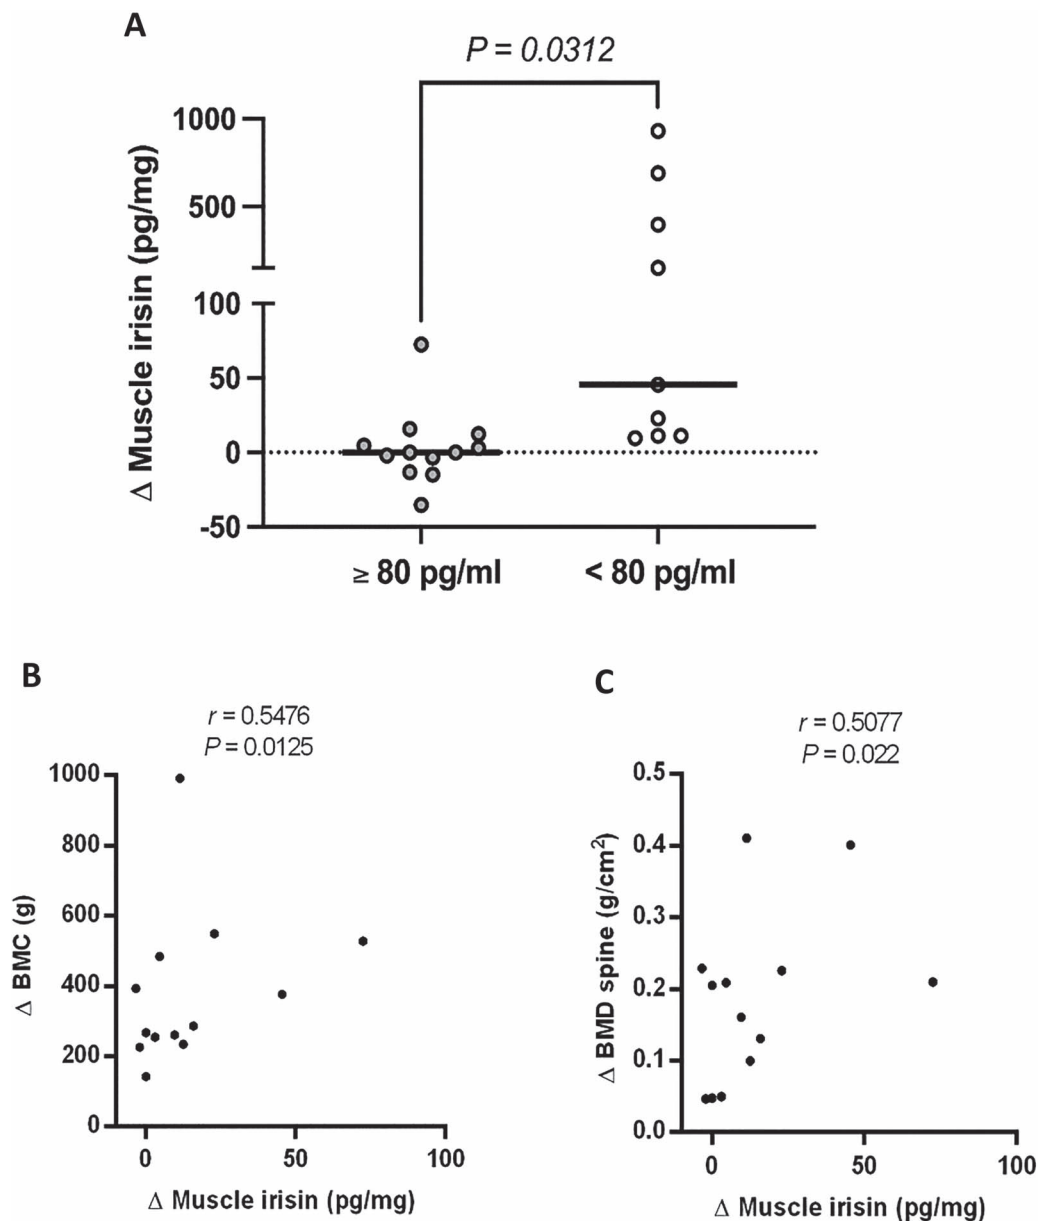 A
P = 0.0312
Δ Muscle irisin (pg/mg)
1000
500
100
50
0
-50
≥ 80 pg/ml
< 80 pg/ml
B
r = 0.5476
P = 0.0125
Δ BMC (g)
1000
800
600
400
200
0
0
50
100
Δ Muscle irisin (pg/mg)
C
r = 0.5077
P = 0.022
Δ BMD spine (g/cm²)
0.5
0.4
0.3
0.2
0.1
0.0
0
50
100
Δ Muscle irisin (pg/mg)